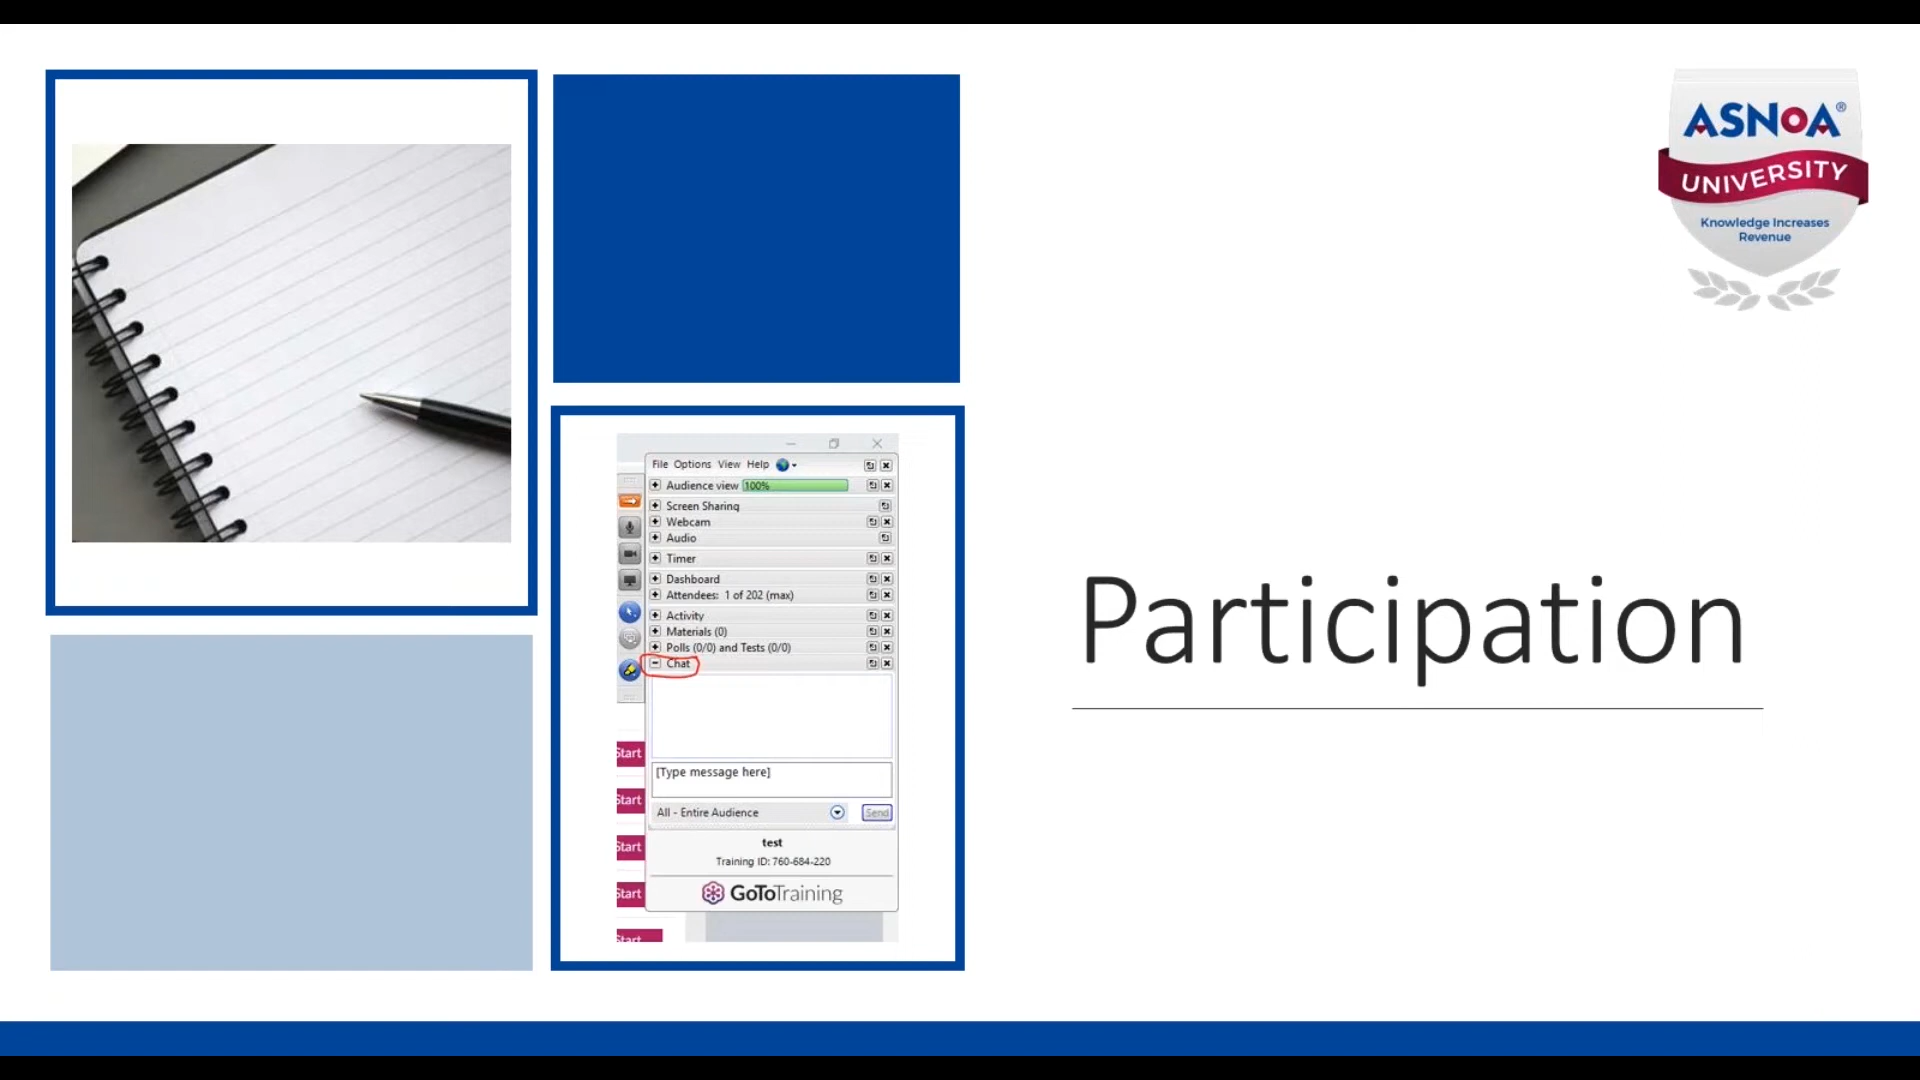 ASNOA®
UNIVERSITY
Knowledge Increases
Revenue
File Options View Help
Audience view 100%
Screen Sharing
Webcam
Audio
Timer
Dashboard
Attendees: 1 of 202 (max)
Activity
Materials (0)
Polls (0/0) and Tests (0/0)
Chat
Start
[Type message here]
Start
All - Entire Audience
Send
test
Start
Training ID: 760-684-220
Start
GoToTraining
Start
Participation